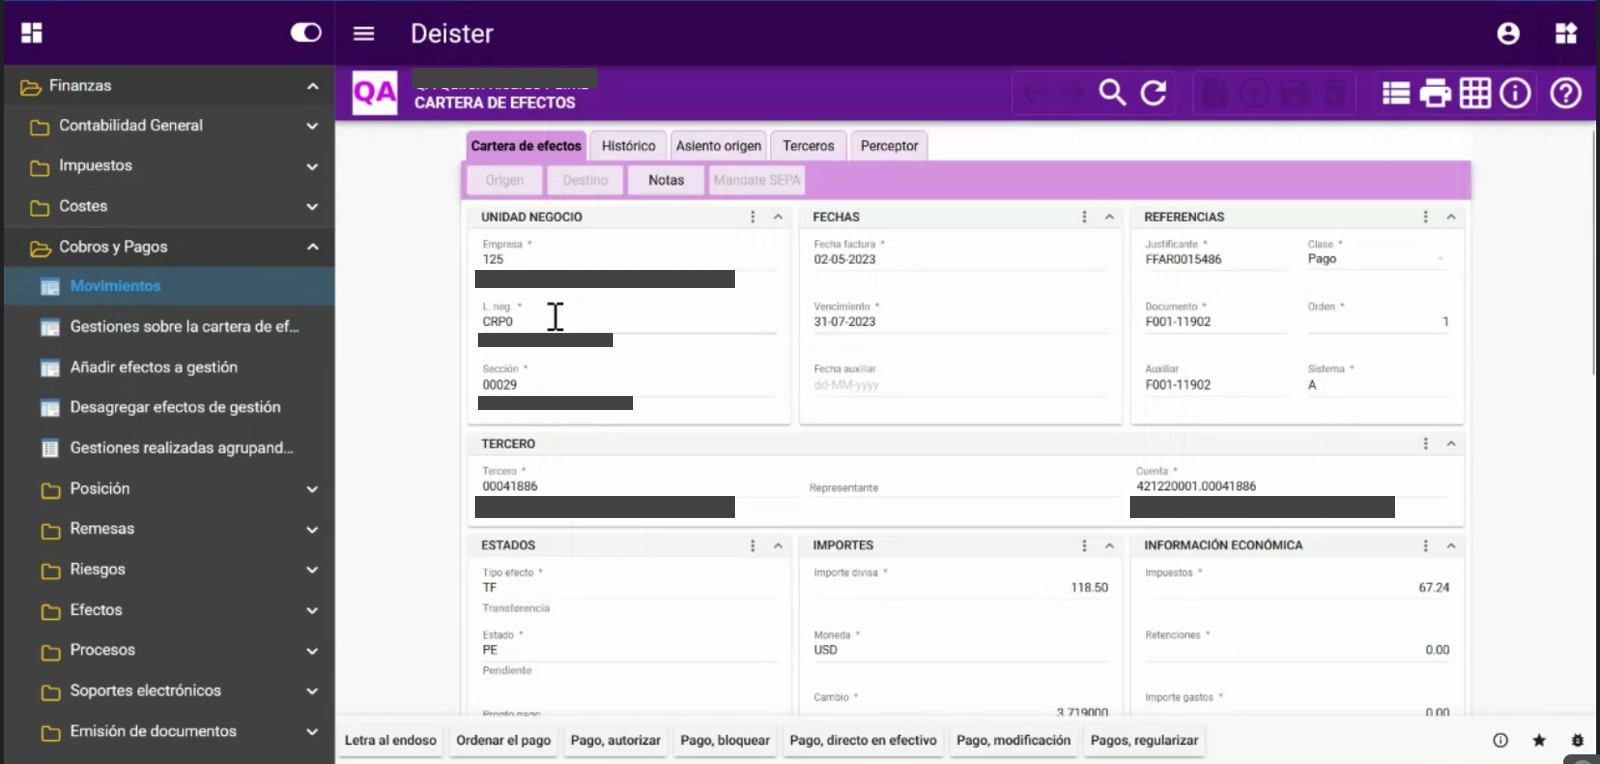 Deister
QA
CARTERA DE EFECTOS
Finanzas
Contabilidad General
Impuestos
Costes
Cobros y Pagos
Movimientos
Gestiones sobre la cartera de ef...
Añadir efectos a gestión
Desagregar efectos de gestión
Gestiones realizadas agrupand...
Posición
Remesas
Riesgos
Efectos
Procesos
Soportes electrónicos
Emisión de documentos
Cartera de efectos Histórico Asiento origen Terceros Perceptor
Origen Destino Notas Mandate SEPA
UNIDAD NEGOCIO
Empresa *
125
L. neg. *
CRP0
Sección *
00029
FECHAS
Fecha factura *
02-05-2023
Vencimiento *
31-07-2023
Fecha auxiliar
dd-MM-yyyy
REFERENCIAS
Justificante * Clase *
FFAR0015486 Pago
Documento * Orden *
F001-11902 1
Auxiliar Sistema *
F001-11902 A
TERCERO
Tercero *
00041886
Representante
Cuenta *
421220001.00041886
ESTADOS
Tipo efecto *
TF
Transferencia
Estado *
PE
Pendiente
Pronto pago
IMPORTES
Importe divisa *
118.50
Moneda *
USD
Cambio *
3.719000
INFORMACIÓN ECONÓMICA
Impuestos *
67.24
Retenciones *
0.00
Importe gastos *
0.00
Letra al endoso Ordenar el pago Pago, autorizar Pago, bloquear Pago, directo en efectivo Pago, modificación Pagos, regularizar